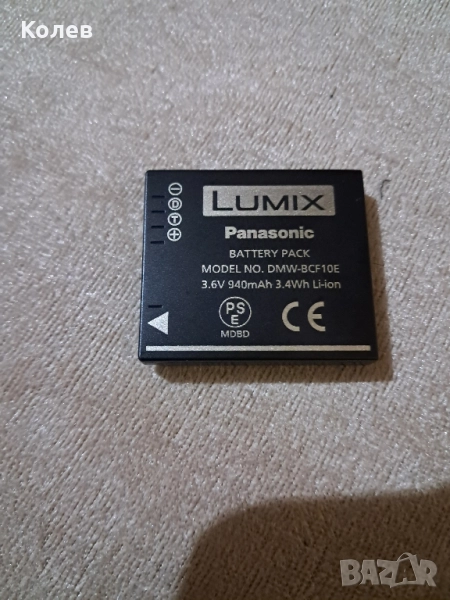 Колев
LUMIX
Panasonic
BATTERY PACK
MODEL NO. DMW-BCF10E
3.6V 940mAh 3.4Wh Li-ion
D
T
PS
E
MDBD
CE
BAZAR